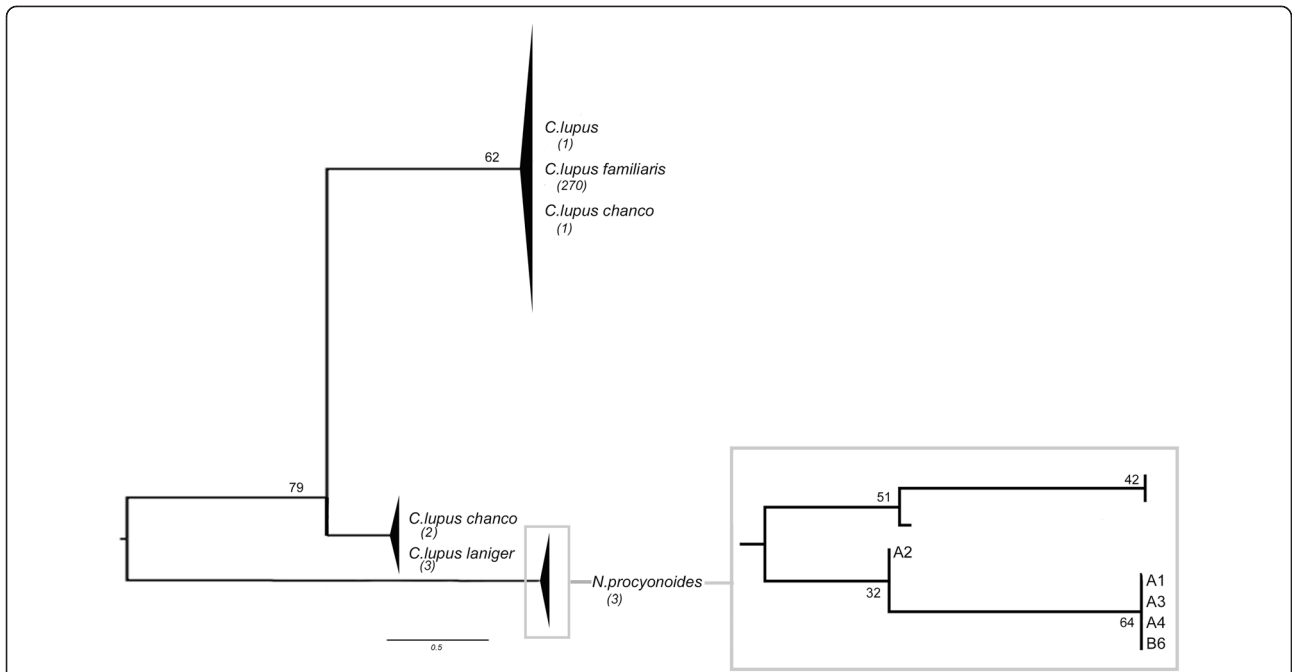 62
C.lupus
(1)
C.lupus familiaris
(270)
C.lupus chanco
(1)
79
C.lupus chanco
(2)
C.lupus laniger
(3)
N.procyonoides
(3)
0.5
42
51
A2
32
A1
A3
A4
64
B6